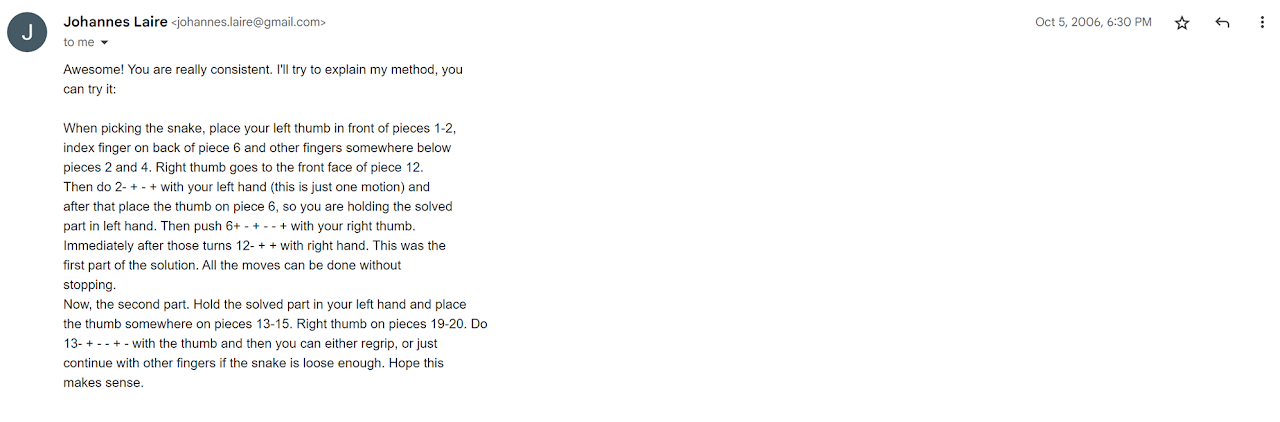 J
Johannes Laire <johannes.laire@gmail.com>
Oct 5, 2006, 6:30 PM
to me
Awesome! You are really consistent. I'll try to explain my method, you
can try it:
When picking the snake, place your left thumb in front of pieces 1-2,
index finger on back of piece 6 and other fingers somewhere below
pieces 2 and 4. Right thumb goes to the front face of piece 12.
Then do 2- + - + with your left hand (this is just one motion) and
after that place the thumb on piece 6, so you are holding the solved
part in left hand. Then push 6+ - + - - + with your right thumb.
Immediately after those turns 12- + + with right hand. This was the
first part of the solution. All the moves can be done without
stopping.
Now, the second part. Hold the solved part in your left hand and place
the thumb somewhere on pieces 13-15. Right thumb on pieces 19-20. Do
13- + - - + - with the thumb and then you can either regrip, or just
continue with other fingers if the snake is loose enough. Hope this
makes sense.